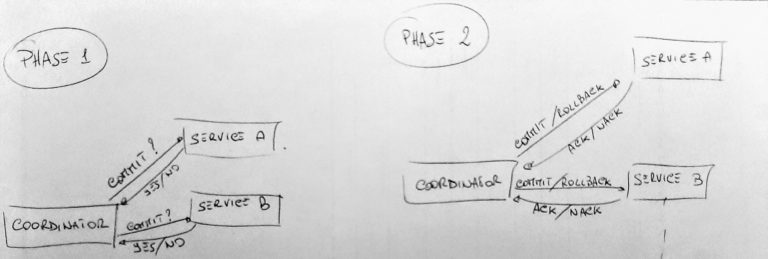 PHASE 1
SERVICE A
COMMIT?
YES/NO
SERVICE B
COORDINATOR
COMMIT?
YES/NO
PHASE 2
SERVICE A
COMMIT/ROLLBACK
ACK/NACK
COORDINATOR
COMMIT/ROLLBACK
SERVICE B
ACK/NACK